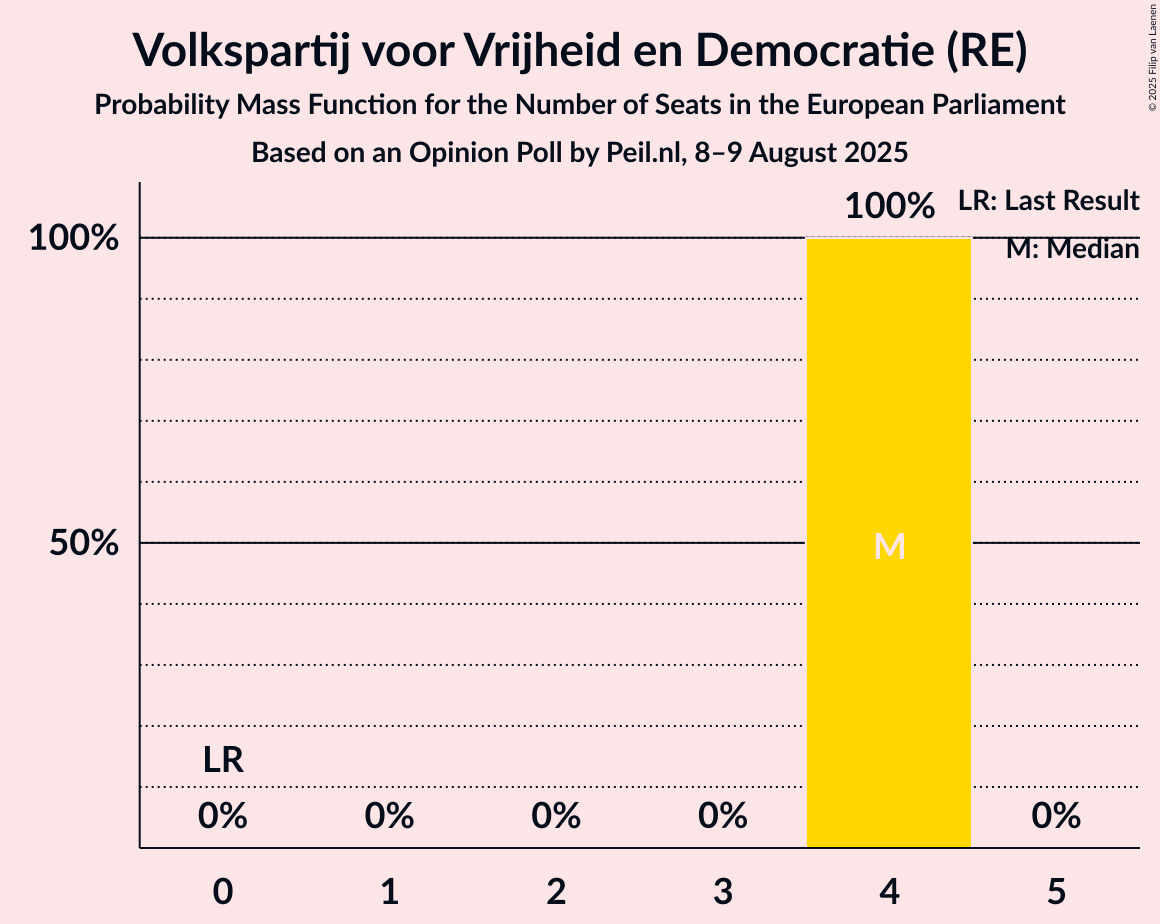 Volkspartij voor Vrijheid en Democratie (RE)
Probability Mass Function for the Number of Seats in the European Parliament
Based on an Opinion Poll by Peil.nl, 8–9 August 2025
© 2025 Filip van Laenen
LR: Last Result
M: Median
100%
100%
50%
M
LR
0%
0%
0%
0%
0%
0
1
2
3
4
5